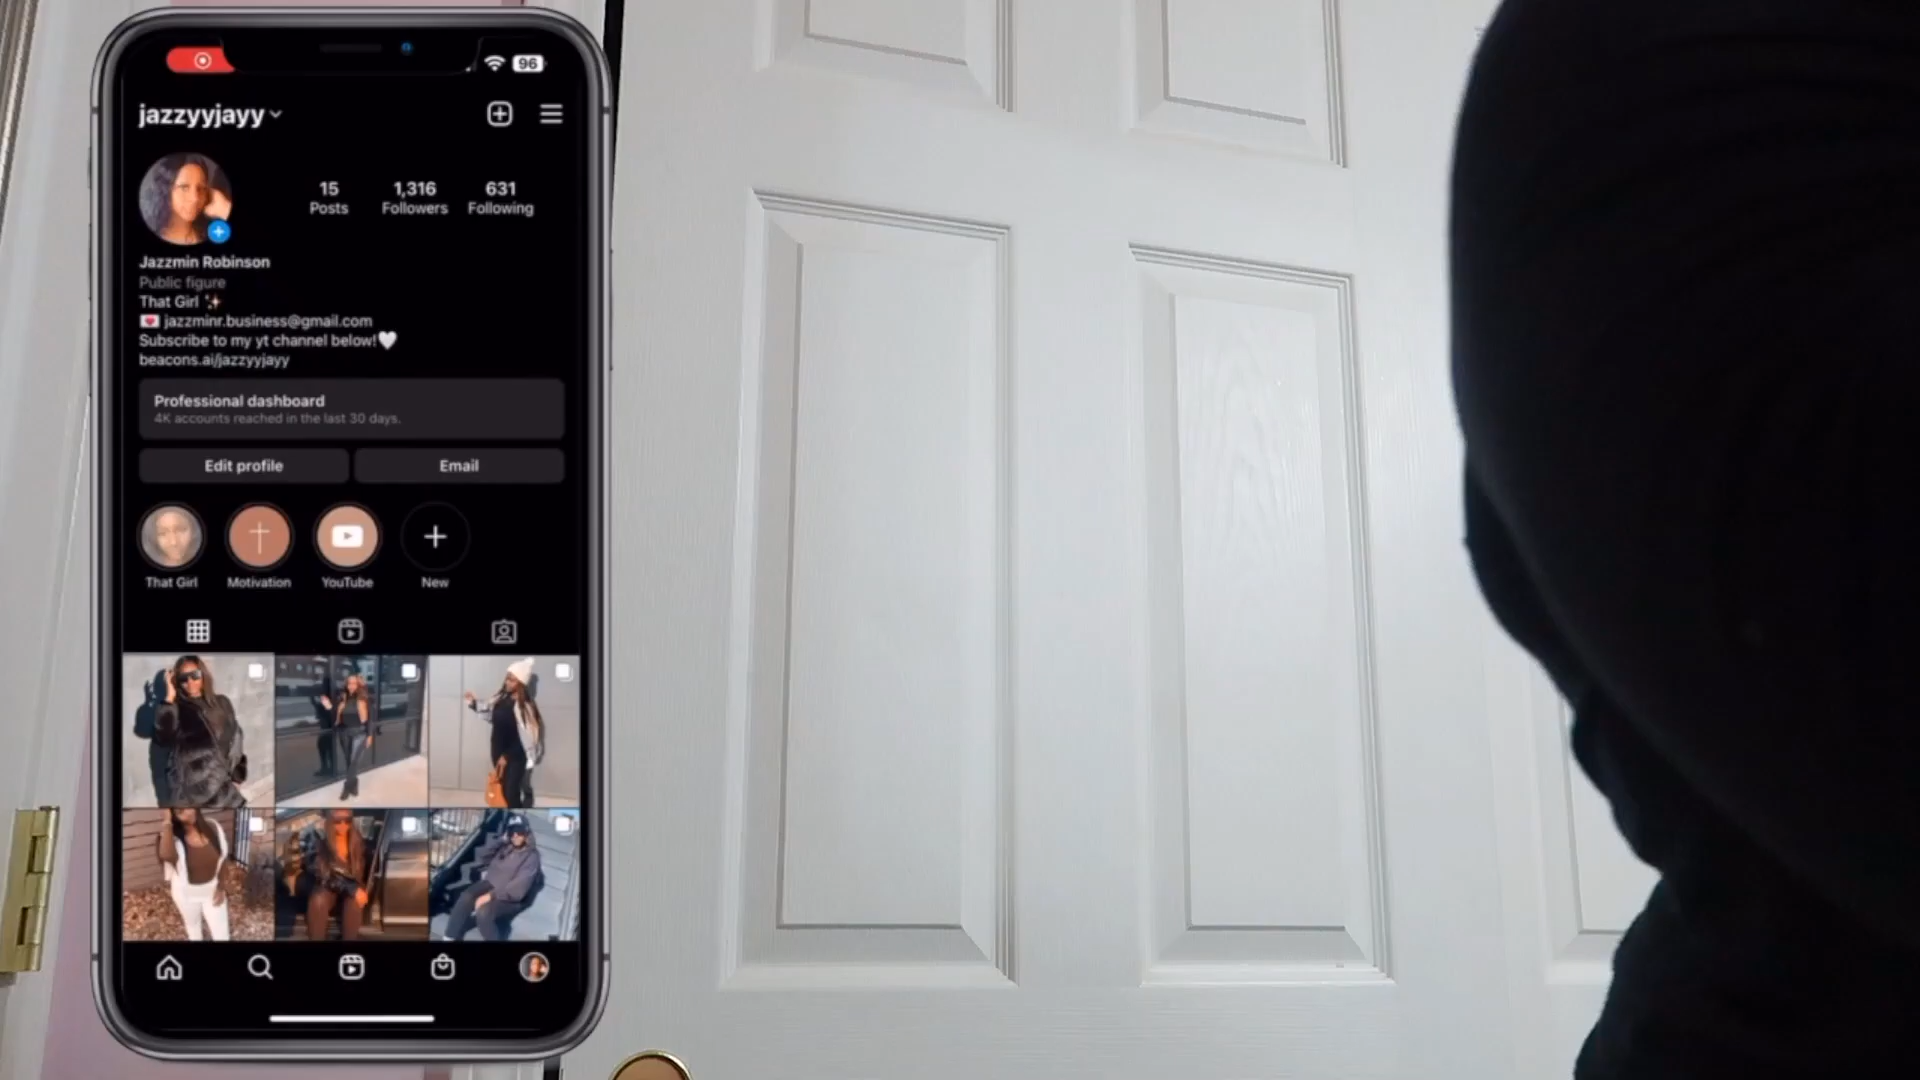 96
jazzyyjayy
15 1,316 631
Posts Followers Following
Jazzmin Robinson
Public figure
That Girl ✨
💌 jazzminr.business@gmail.com
Subscribe to my yt channel below!🤍
beacons.ai/jazzyyjayy
Professional dashboard
4K accounts reached in the last 30 days.
Edit profile Email
That Girl Motivation YouTube New